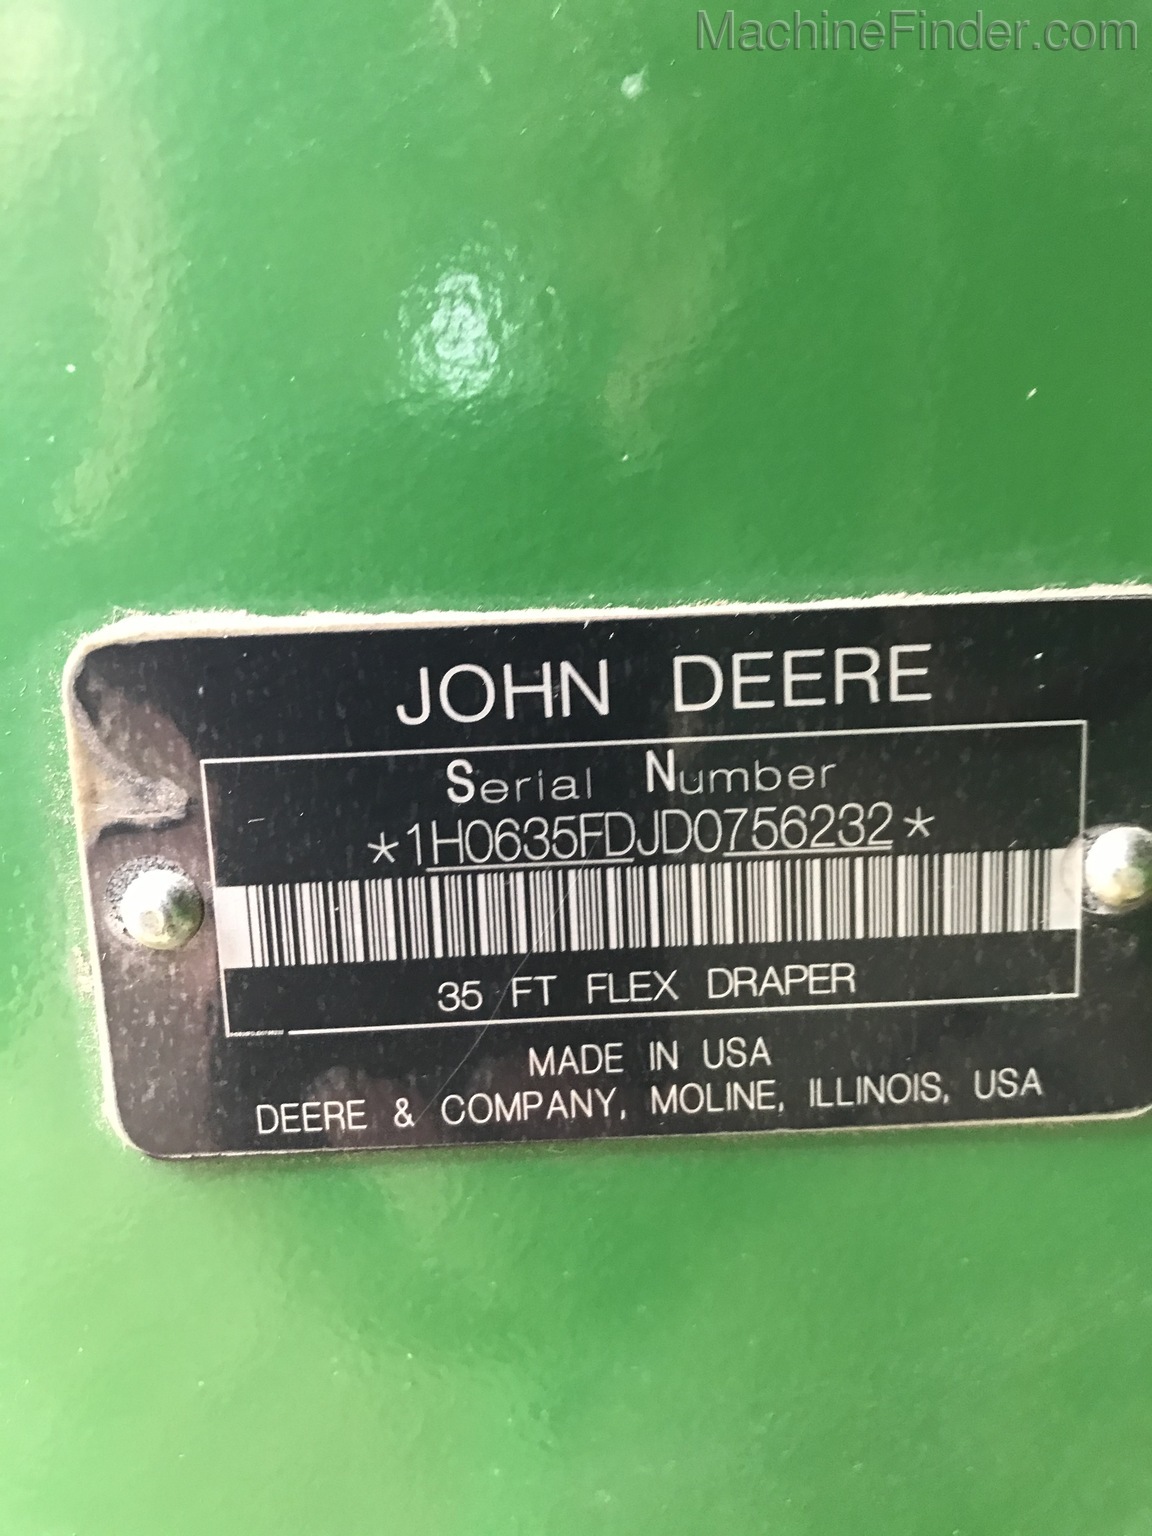 MachineFinder.com
JOHN DEERE
Serial Number
*1H0635FDJD0756232*
35 FT FLEX DRAPER
MADE IN USA
DEERE & COMPANY, MOLINE, ILLINOIS, USA